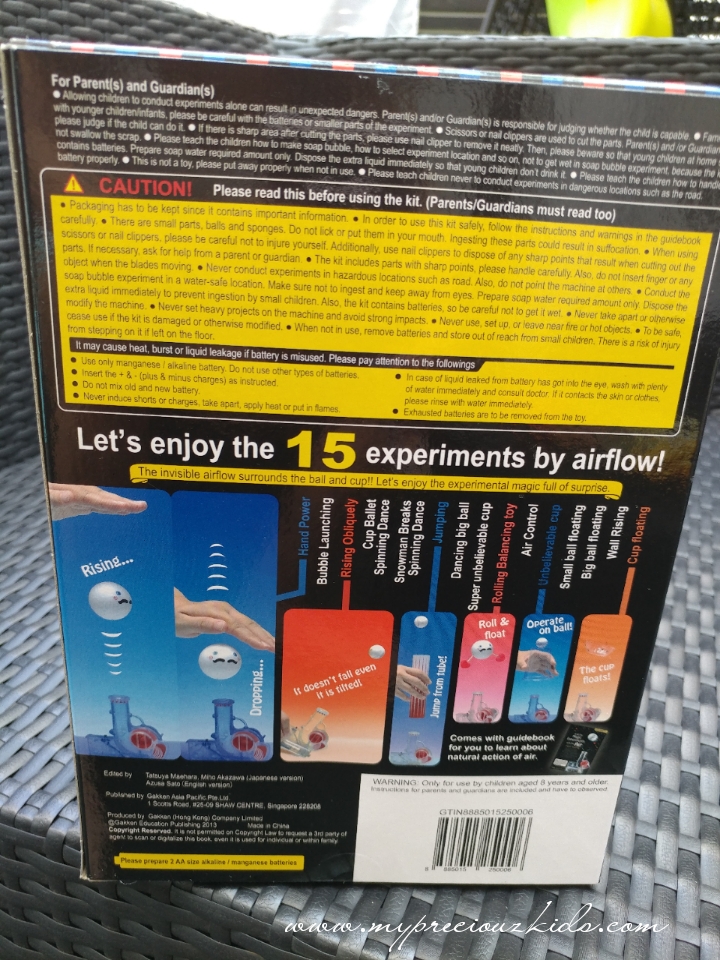 For Parent(s) and Guardian(s)
● Allowing children to conduct experiments alone can result in unexpected dangers. Parent(s) and/or Guardian(s) is responsible for judging whether the child is capable. ●
with younger children/infants, please be careful with the batteries or smaller parts of the experiment. ● Scissors or nail clippers are used to cut the parts. Parent(s) and /or Guardian
please judge if the child can do it. ● If there is sharp area after cutting the parts, please use nail clipper to remove it neatly. Then, please beware so that young children at home
not swallow the scrap. ● Please teach the children how to make soap bubble, how to select experiment location and so on, not to get wet in soap bubble experiment, because the
contains batteries. Prepare soap water required amount only. Dispose the extra liquid immediately so that young children don't drink it. ● Please teach the children how to hand
battery properly. ● This is not a toy, please put away properly when not in use. ● Please teach children never to conduct experiments in dangerous locations such as the road.
CAUTION! Please read this before using the kit. (Parents/Guardians must read too)
● Packaging has to be kept since it contains important information. ● In order to use this kit safely, follow the instructions and warnings in the guidebook
carefully. ● There are small parts, balls and sponges. Do not lick or put them in your mouth. Ingesting these parts could result in suffocation. ● When using
scissors or nail clippers, please be careful not to injure yourself. Additionally, use nail clippers to dispose of any sharp points that result when cutting out the
parts. If necessary, ask for help from a parent or guardian. ● The kit includes parts with sharp points, please handle carefully. Also, do not insert finger or any
object when the blades moving. ● Never conduct experiments in hazardous locations such as road. Also, do not point the machine at others. ● Conduct the
soap bubble experiment in a water-safe location. Make sure not to ingest and keep away from eyes. Prepare soap water required amount only. Dispose the
extra liquid immediately to prevent ingestion by small children. Also, the kit contains batteries, so be careful not to get it wet. ● Never take apart or otherwise
modify the machine. ● Never set heavy projects on the machine and avoid strong impacts. ● Never use, set up, or leave near fire or hot objects. ● To be safe,
cease use if the kit is damaged or otherwise modified. ● When not in use, remove batteries and store out of reach from small children. There is a risk of injury
from stepping on it if left on the floor.
It may cause heat, burst or liquid leakage if battery is misused. Please pay attention to the followings
● Use only manganese / alkaline battery. Do not use other types of batteries.
● Insert the + & - (plus & minus charges) as instructed.
● Do not mix old and new battery.
● Never induce shorts or charges, take apart, apply heat or put in flames.
● In case of liquid leaked from battery has got into the eye, wash with plenty
of water immediately and consult doctor. If it contacts the skin or clothes,
please rinse with water immediately.
● Exhausted batteries are to be removed from the toy.
Let's enjoy the 15 experiments by airflow!
The invisible airflow surrounds the ball and cup!! Let's enjoy the experimental magic full of surprise.
Hand Power
Bubble Launching
Rising Obliquely
Cup Ballet
Spinning Dance
Snowman Breaks
Spinning Dance
Jumping
Dancing big ball
Super unbelievable cup
Rolling Balancing toy
Air Control
Unbelievable cup
Small ball floating
Big ball floating
Wall Rising
Cup floating
Rising...
Dropping...
It doesn't fall even
it is tilted!
Jump from tube!
Roll &
float
Operate
on ball!
The cup
floats!
Comes with guidebook
for you to learn about
natural action of air.
Edited by Tatsuya Maehara, Miho Akazawa (Japanese version)
Azusa Sato (English version)
Published by Gakken Asia Pacific Pte.Ltd.
1 Scotts Road, #25-09 SHAW CENTRE, Singapore 228208
Produced by Gakken (Hong Kong) Company Limited
©Gakken Education Publishing 2013 Made in China
Copyright Reserved. It is not permitted on Copyright Law to request a 3rd party of
agent to scan or digitalize this book, even it is used for individual or within family.
Please prepare 2 AA size alkaline / manganese batteries
WARNING: Only for use by children aged 8 years and older.
Instructions for parents and guardians are included and have to observed.
GTIN8885015250006
8 885015 250006
www.mypreciouzkids.com